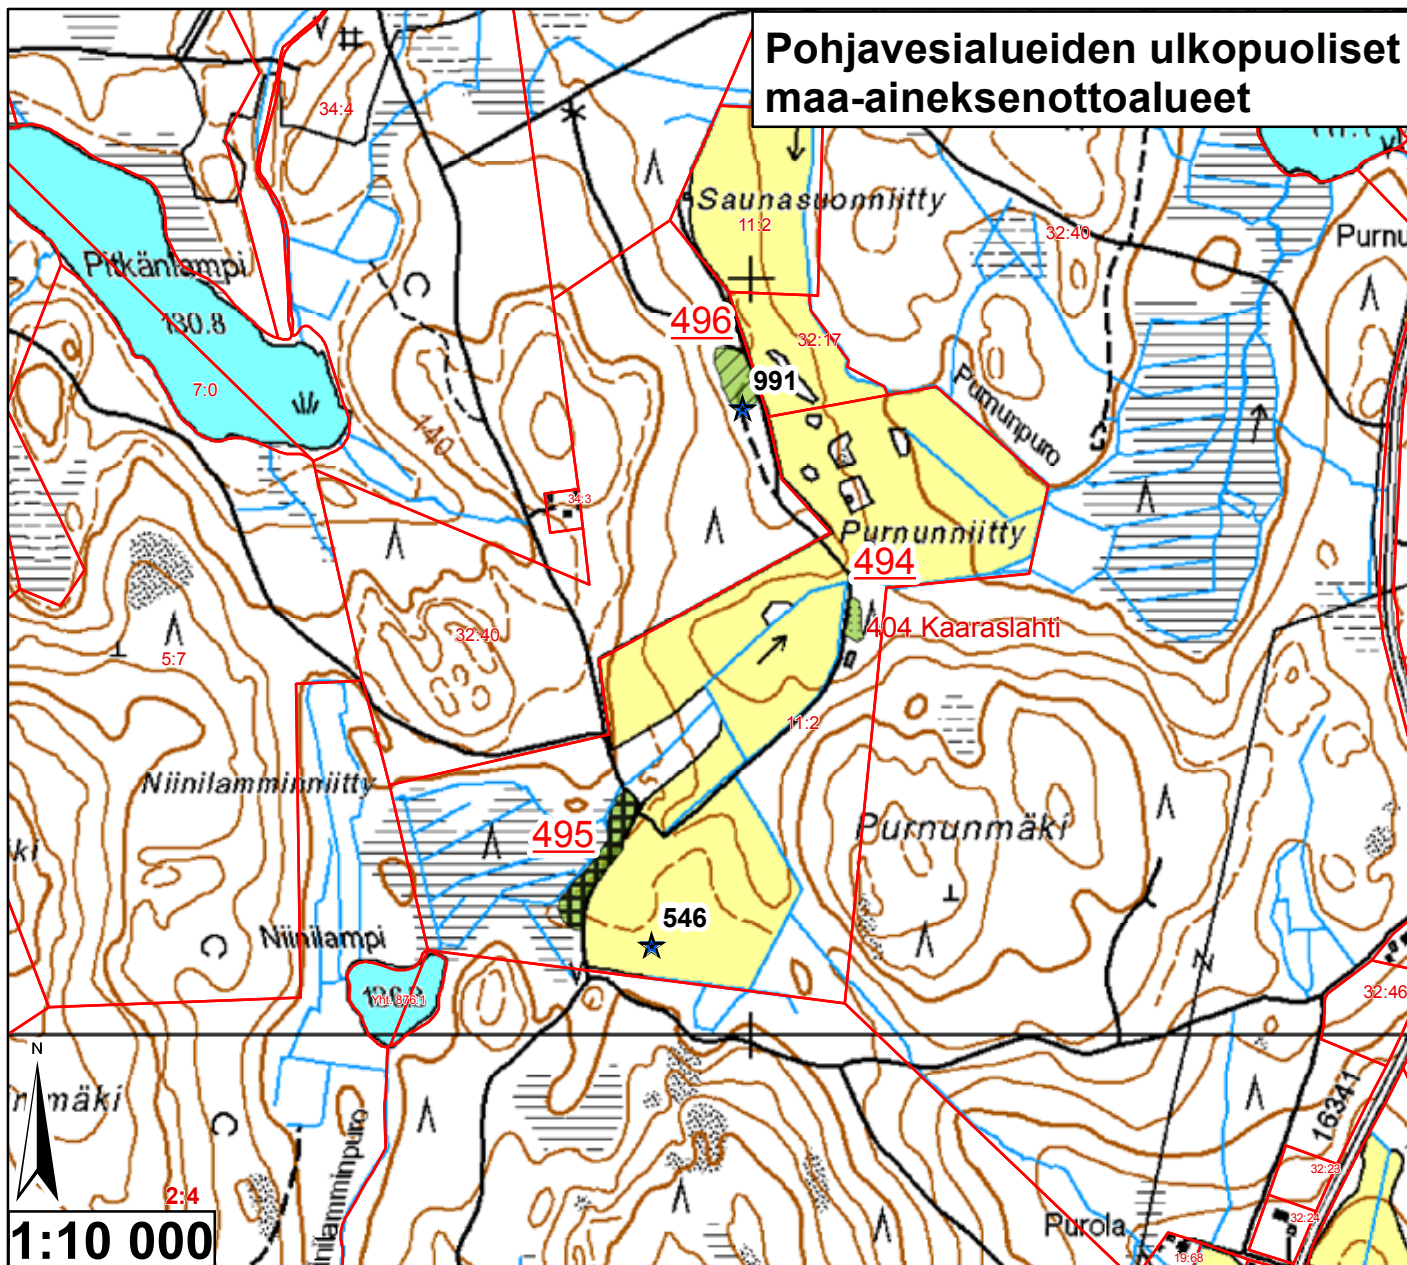 Pohjavesialueiden ulkopuoliset
maa-aineksenottoalueet
34:4
Saunasuonniitty
11:2
32:40
Purnu
Pitkänlampi
130.8
496
32:17
7:0
991
Purnunpuro
140
34:3
Purnunniitty
494
404 Kaaraslahti
32:40
5:7
11:2
Niinilamminniitty
495
Purnunmäki
546
Niinilampi
Yht. 876:1
32:46
N
mäki
16341
32:23
2:4
32:24
Purola
19:68
nilamminpuro
1:10 000